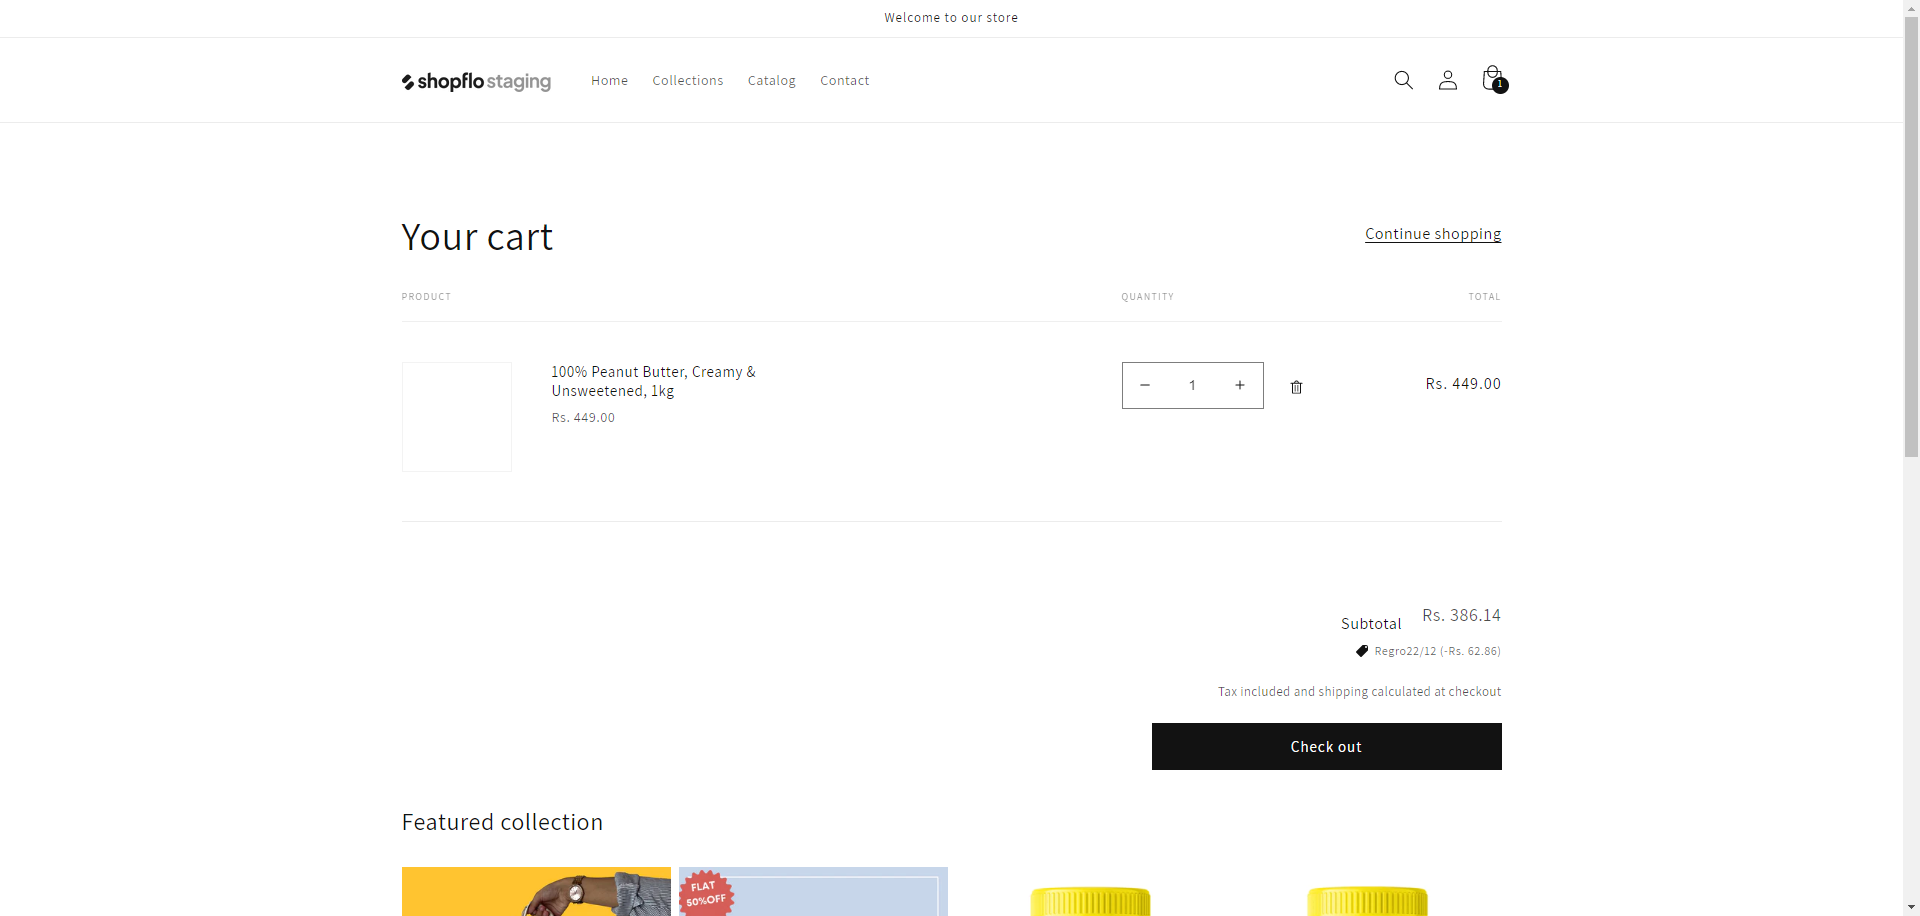 Welcome to our store
shopflo staging
Home
Collections
Catalog
Contact
1
Your cart
Continue shopping
PRODUCT
QUANTITY
TOTAL
100% Peanut Butter, Creamy &
Unsweetened, 1kg
Rs. 449.00
1
Rs. 449.00
Subtotal
Rs. 386.14
Regro22/12 (-Rs. 62.86)
Tax included and shipping calculated at checkout
Check out
Featured collection
FLAT
50%OFF